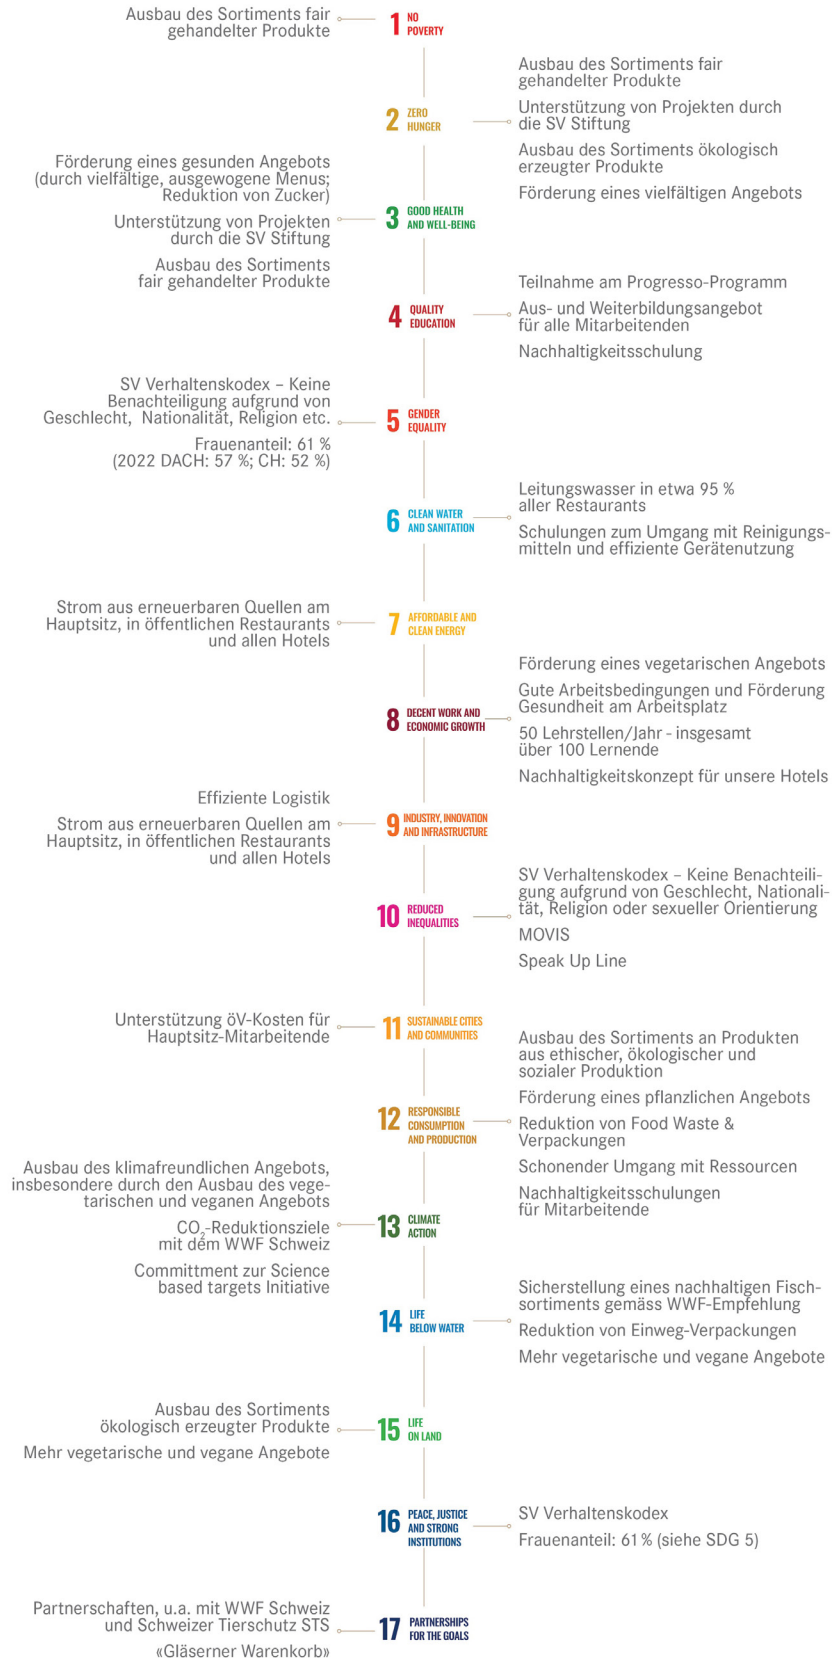 Ausbau des Sortiments fair
gehandelter Produkte
1 NO
POVERTY
2 ZERO
HUNGER
Ausbau des Sortiments fair
gehandelter Produkte
Unterstützung von Projekten durch
die SV Stiftung
Ausbau des Sortiments ökologisch
erzeugter Produkte
Förderung eines vielfältigen Angebots
Förderung eines gesunden Angebots
(durch vielfältige, ausgewogene Menus;
Reduktion von Zucker)
Unterstützung von Projekten
durch die SV Stiftung
Ausbau des Sortiments
fair gehandelter Produkte
3 GOOD HEALTH
AND WELL-BEING
4 QUALITY
EDUCATION
Teilnahme am Progresso-Programm
Aus- und Weiterbildungsangebot
für alle Mitarbeitenden
Nachhaltigkeitsschulung
SV Verhaltenskodex – Keine
Benachteiligung aufgrund von
Geschlecht, Nationalität, Religion etc.
Frauenanteil: 61 %
(2022 DACH: 57 %; CH: 52 %)
5 GENDER
EQUALITY
6 CLEAN WATER
AND SANITATION
Leitungswasser in etwa 95 %
aller Restaurants
Schulungen zum Umgang mit Reinigungs-
mitteln und effiziente Gerätenutzung
Strom aus erneuerbaren Quellen am
Hauptsitz, in öffentlichen Restaurants
und allen Hotels
7 AFFORDABLE AND
CLEAN ENERGY
8 DECENT WORK AND
ECONOMIC GROWTH
Förderung eines vegetarischen Angebots
Gute Arbeitsbedingungen und Förderung
Gesundheit am Arbeitsplatz
50 Lehrstellen/Jahr - insgesamt
über 100 Lernende
Nachhaltigkeitskonzept für unsere Hotels
Effiziente Logistik
Strom aus erneuerbaren Quellen am
Hauptsitz, in öffentlichen Restaurants
und allen Hotels
9 INDUSTRY, INNOVATION
AND INFRASTRUCTURE
10 REDUCED
INEQUALITIES
SV Verhaltenskodex – Keine Benachteili-
gung aufgrund von Geschlecht, Nationali-
tät, Religion oder sexueller Orientierung
MOVIS
Speak Up Line
Unterstützung öV-Kosten für
Hauptsitz-Mitarbeitende
11 SUSTAINABLE CITIES
AND COMMUNITIES
12 RESPONSIBLE
CONSUMPTION
AND PRODUCTION
Ausbau des Sortiments an Produkten
aus ethischer, ökologischer und
sozialer Produktion
Förderung eines pflanzlichen Angebots
Reduktion von Food Waste &
Verpackungen
Schonender Umgang mit Ressourcen
Nachhaltigkeitsschulungen
für Mitarbeitende
Ausbau des klimafreundlichen Angebots,
insbesondere durch den Ausbau des vege-
tarischen und veganen Angebots
CO₂-Reduktionsziele
mit dem WWF Schweiz
Committment zur Science
based targets Initiative
13 CLIMATE
ACTION
14 LIFE
BELOW WATER
Sicherstellung eines nachhaltigen Fisch-
sortiments gemäss WWF-Empfehlung
Reduktion von Einweg-Verpackungen
Mehr vegetarische und vegane Angebote
Ausbau des Sortiments
ökologisch erzeugter Produkte
Mehr vegetarische und vegane Angebote
15 LIFE
ON LAND
16 PEACE, JUSTICE
AND STRONG
INSTITUTIONS
SV Verhaltenskodex
Frauenanteil: 61% (siehe SDG 5)
Partnerschaften, u.a. mit WWF Schweiz
und Schweizer Tierschutz STS
«Gläserner Warenkorb»
17 PARTNERSHIPS
FOR THE GOALS